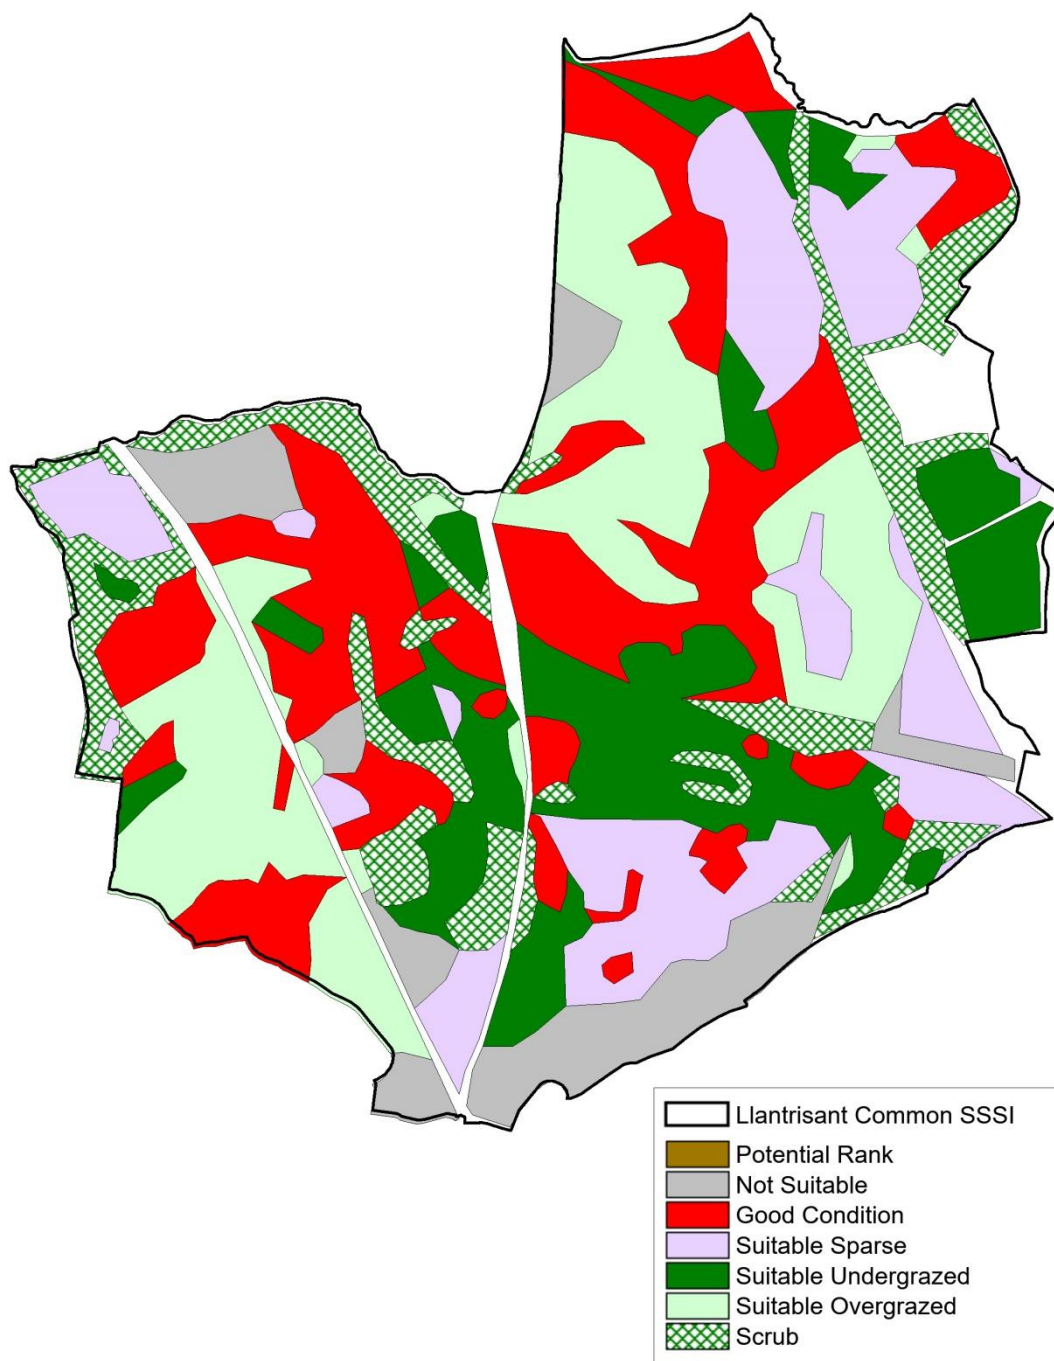 Llantrisant Common SSSI
Potential Rank
Not Suitable
Good Condition
Suitable Sparse
Suitable Undergrazed
Suitable Overgrazed
Scrub